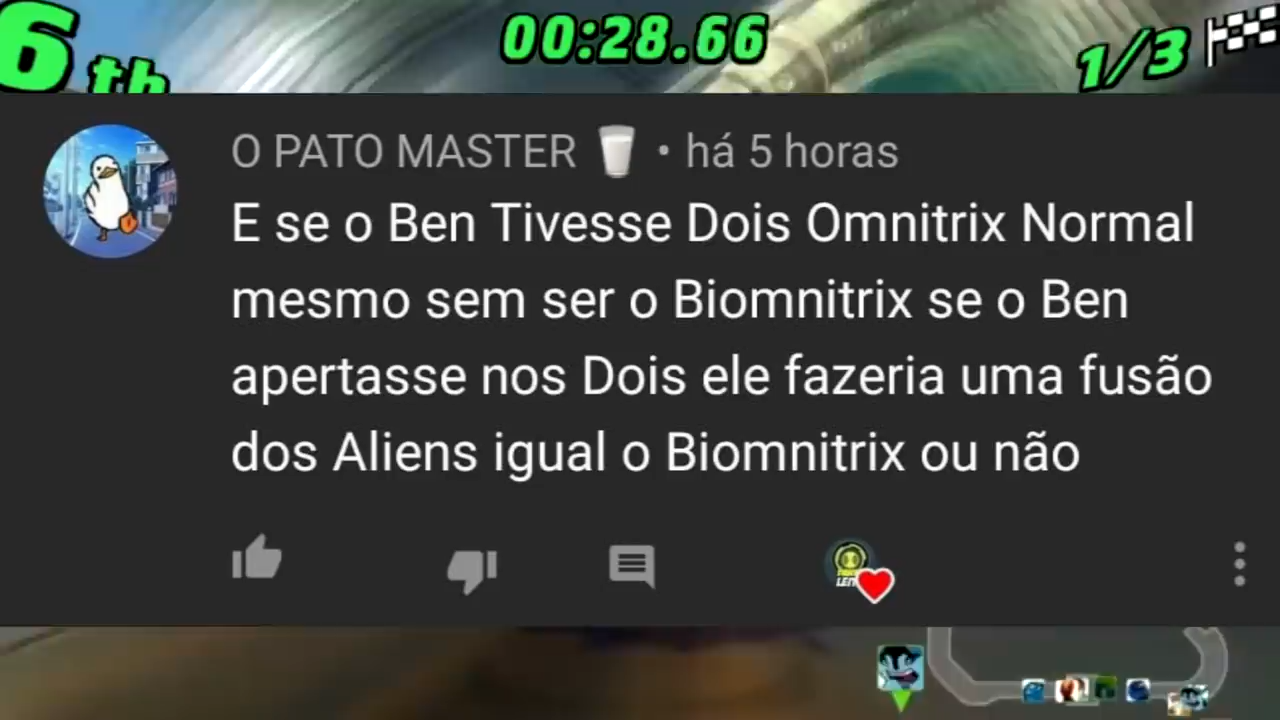 6th 00:28.66 1/3
O PATO MASTER 🥛 • há 5 horas
E se o Ben Tivesse Dois Omnitrix Normal
mesmo sem ser o Biomnitrix se o Ben
apertasse nos Dois ele fazeria uma fusão
dos Aliens igual o Biomnitrix ou não